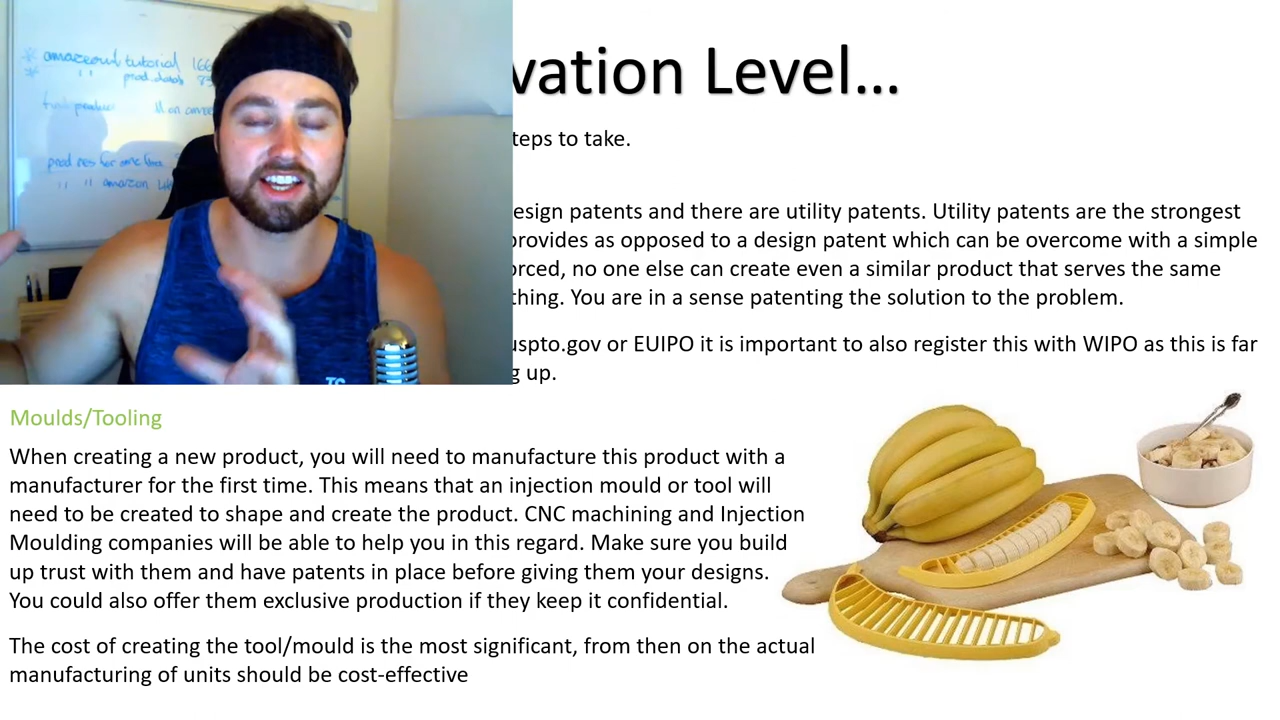 amazeowl tutorial 166
vation Level...
teps to take.
esign patents and there are utility patents. Utility patents are the strongest
provides as opposed to a design patent which can be overcome with a simple
orced, no one else can create even a similar product that serves the same
thing. You are in a sense patenting the solution to the problem.
uspto.gov or EUIPO it is important to also register this with WIPO as this is far
g up.
Moulds/Tooling
When creating a new product, you will need to manufacture this product with a
manufacturer for the first time. This means that an injection mould or tool will
need to be created to shape and create the product. CNC machining and Injection
Moulding companies will be able to help you in this regard. Make sure you build
up trust with them and have patents in place before giving them your designs.
You could also offer them exclusive production if they keep it confidential.
The cost of creating the tool/mould is the most significant, from then on the actual
manufacturing of units should be cost-effective